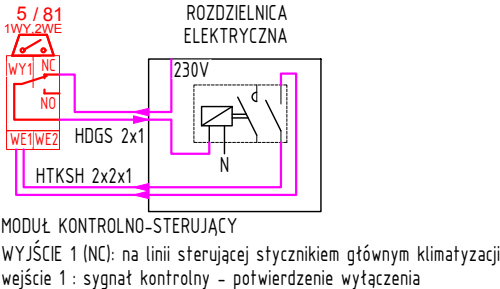 5 / 81
1WY,2WE
ROZDZIELNICA
ELEKTRYCZNA
WY1 NC
NO
WE1 WE2
230V
HDGS 2x1
N
HTKSH 2x2x1
MODUŁ KONTROLNO-STERUJĄCY
WYJŚCIE 1 (NC): na linii sterującej stycznikiem głównym klimatyzacji
wejście 1 : sygnał kontrolny - potwierdzenie wyłączenia